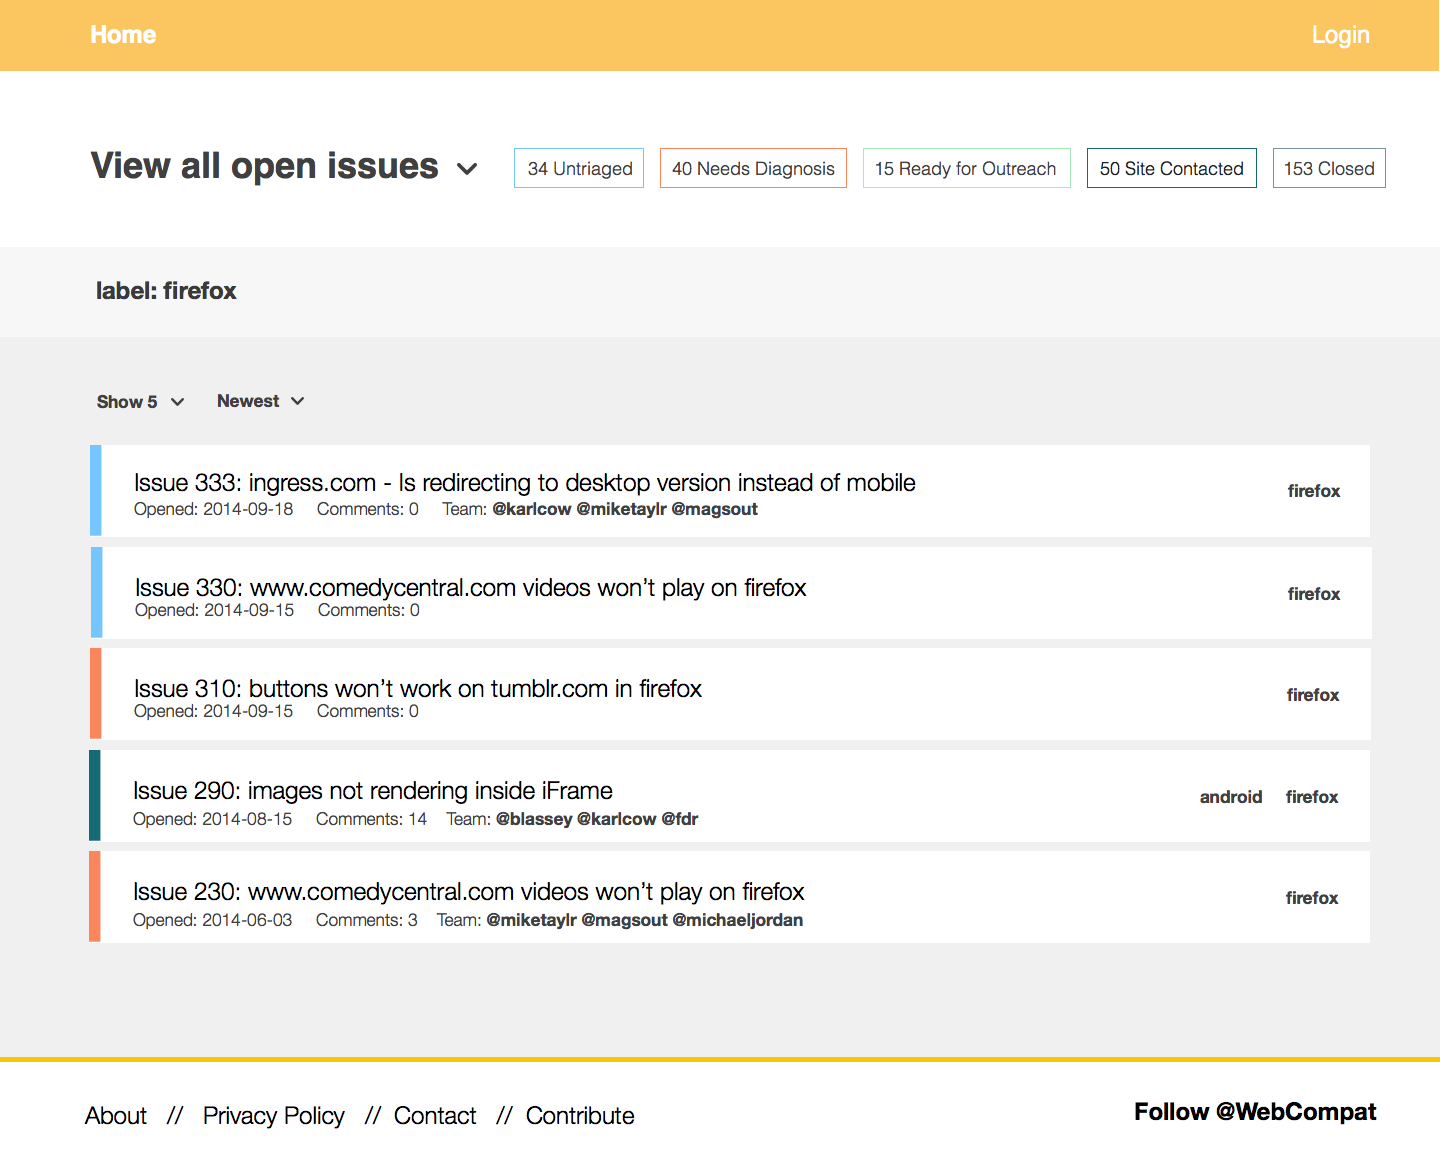 Home Login
View all open issues 34 Untriaged 40 Needs Diagnosis 15 Ready for Outreach 50 Site Contacted 153 Closed
label: firefox
Show 5 Newest
Issue 333: ingress.com - Is redirecting to desktop version instead of mobile
Opened: 2014-09-18 Comments: 0 Team: @karlcow @miketaylr @magsout
firefox
Issue 330: www.comedycentral.com videos won’t play on firefox
Opened: 2014-09-15 Comments: 0
firefox
Issue 310: buttons won’t work on tumblr.com in firefox
Opened: 2014-09-15 Comments: 0
firefox
Issue 290: images not rendering inside iFrame
Opened: 2014-08-15 Comments: 14 Team: @blassey @karlcow @fdr
android firefox
Issue 230: www.comedycentral.com videos won’t play on firefox
Opened: 2014-06-03 Comments: 3 Team: @miketaylr @magsout @michaeljordan
firefox
About // Privacy Policy // Contact // Contribute Follow @WebCompat